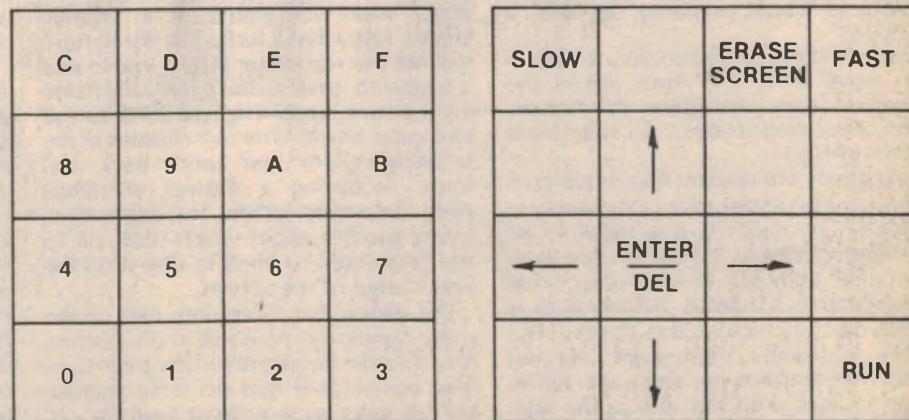 C D E F
8 9 A B
4 5 6 7
0 1 2 3
SLOW ERASE FAST
SCREEN
ENTER
DEL
RUN